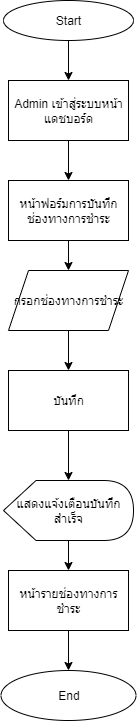 Start
Admin เข้าสู่ระบบหน้า
แดชบอร์ด
หน้าฟอร์มการบันทึก
ช่องทางการชำระ
กรอกช่องทางการชำระ
บันทึก
แสดงแจ้งเตือนบันทึก
สำเร็จ
หน้ารายช่องทางการ
ชำระ
End